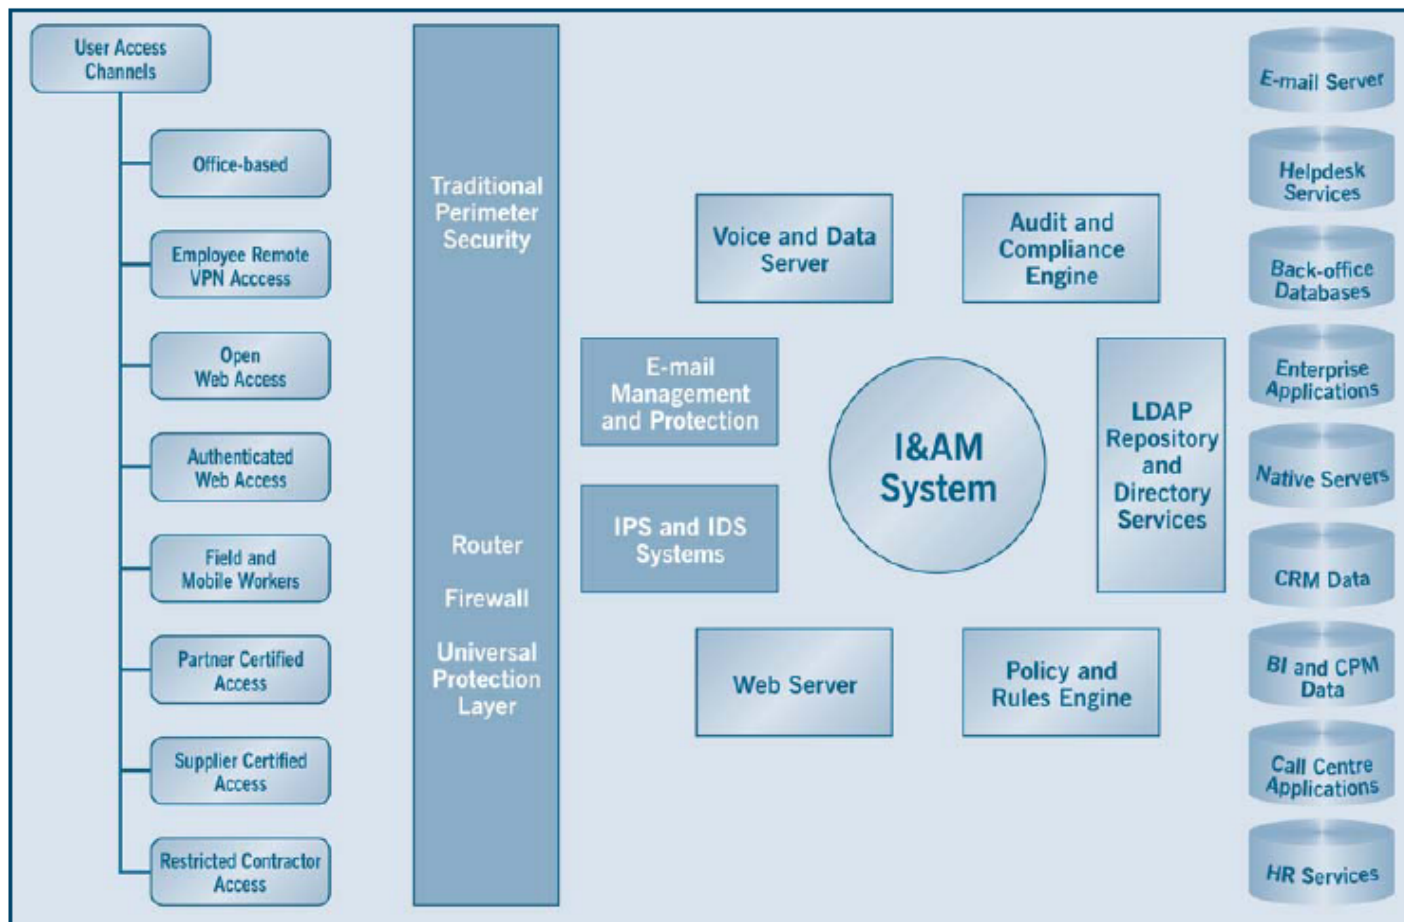 User Access
Channels
Office-based
Employee Remote
VPN Acccess
Open
Web Access
Authenticated
Web Access
Field and
Mobile Workers
Partner Certified
Access
Supplier Certified
Access
Restricted Contractor
Access
Traditional
Perimeter
Security
Router
Firewall
Universal
Protection
Layer
Voice and Data
Server
Audit and
Compliance
Engine
E-mail
Management
and Protection
IPS and IDS
Systems
I&AM
System
LDAP
Repository
and
Directory
Services
Web Server
Policy and
Rules Engine
E-mail Server
Helpdesk
Services
Back-office
Databases
Enterprise
Applications
Native Servers
CRM Data
BI and CPM
Data
Call Centre
Applications
HR Services